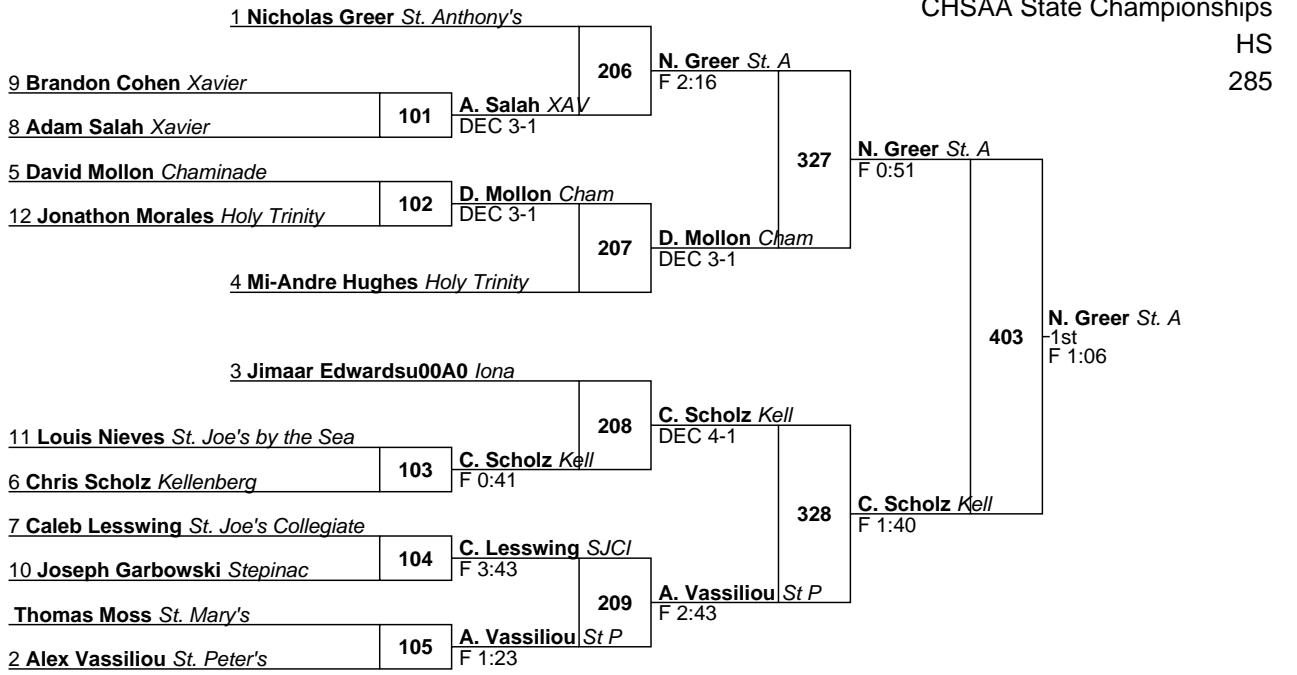 CHSAA State Championships
HS
285
1 Nicholas Greer St. Anthony's
206
N. Greer St. A
F 2:16
9 Brandon Cohen Xavier
101
A. Salah XAV
DEC 3-1
8 Adam Salah Xavier
327
N. Greer St. A
F 0:51
5 David Mollon Chaminade
102
D. Mollon Cham
DEC 3-1
12 Jonathon Morales Holy Trinity
207
D. Mollon Cham
DEC 3-1
4 Mi-Andre Hughes Holy Trinity
403
N. Greer St. A
1st
F 1:06
3 Jimaar Edwardsu00A0 Iona
208
C. Scholz Kell
DEC 4-1
11 Louis Nieves St. Joe's by the Sea
103
C. Scholz Kell
F 0:41
6 Chris Scholz Kellenberg
328
C. Scholz Kell
F 1:40
7 Caleb Lesswing St. Joe's Collegiate
104
C. Lesswing SJCI
F 3:43
10 Joseph Garbowski Stepinac
209
A. Vassiliou St P
F 2:43
Thomas Moss St. Mary's
105
A. Vassiliou St P
F 1:23
2 Alex Vassiliou St. Peter's